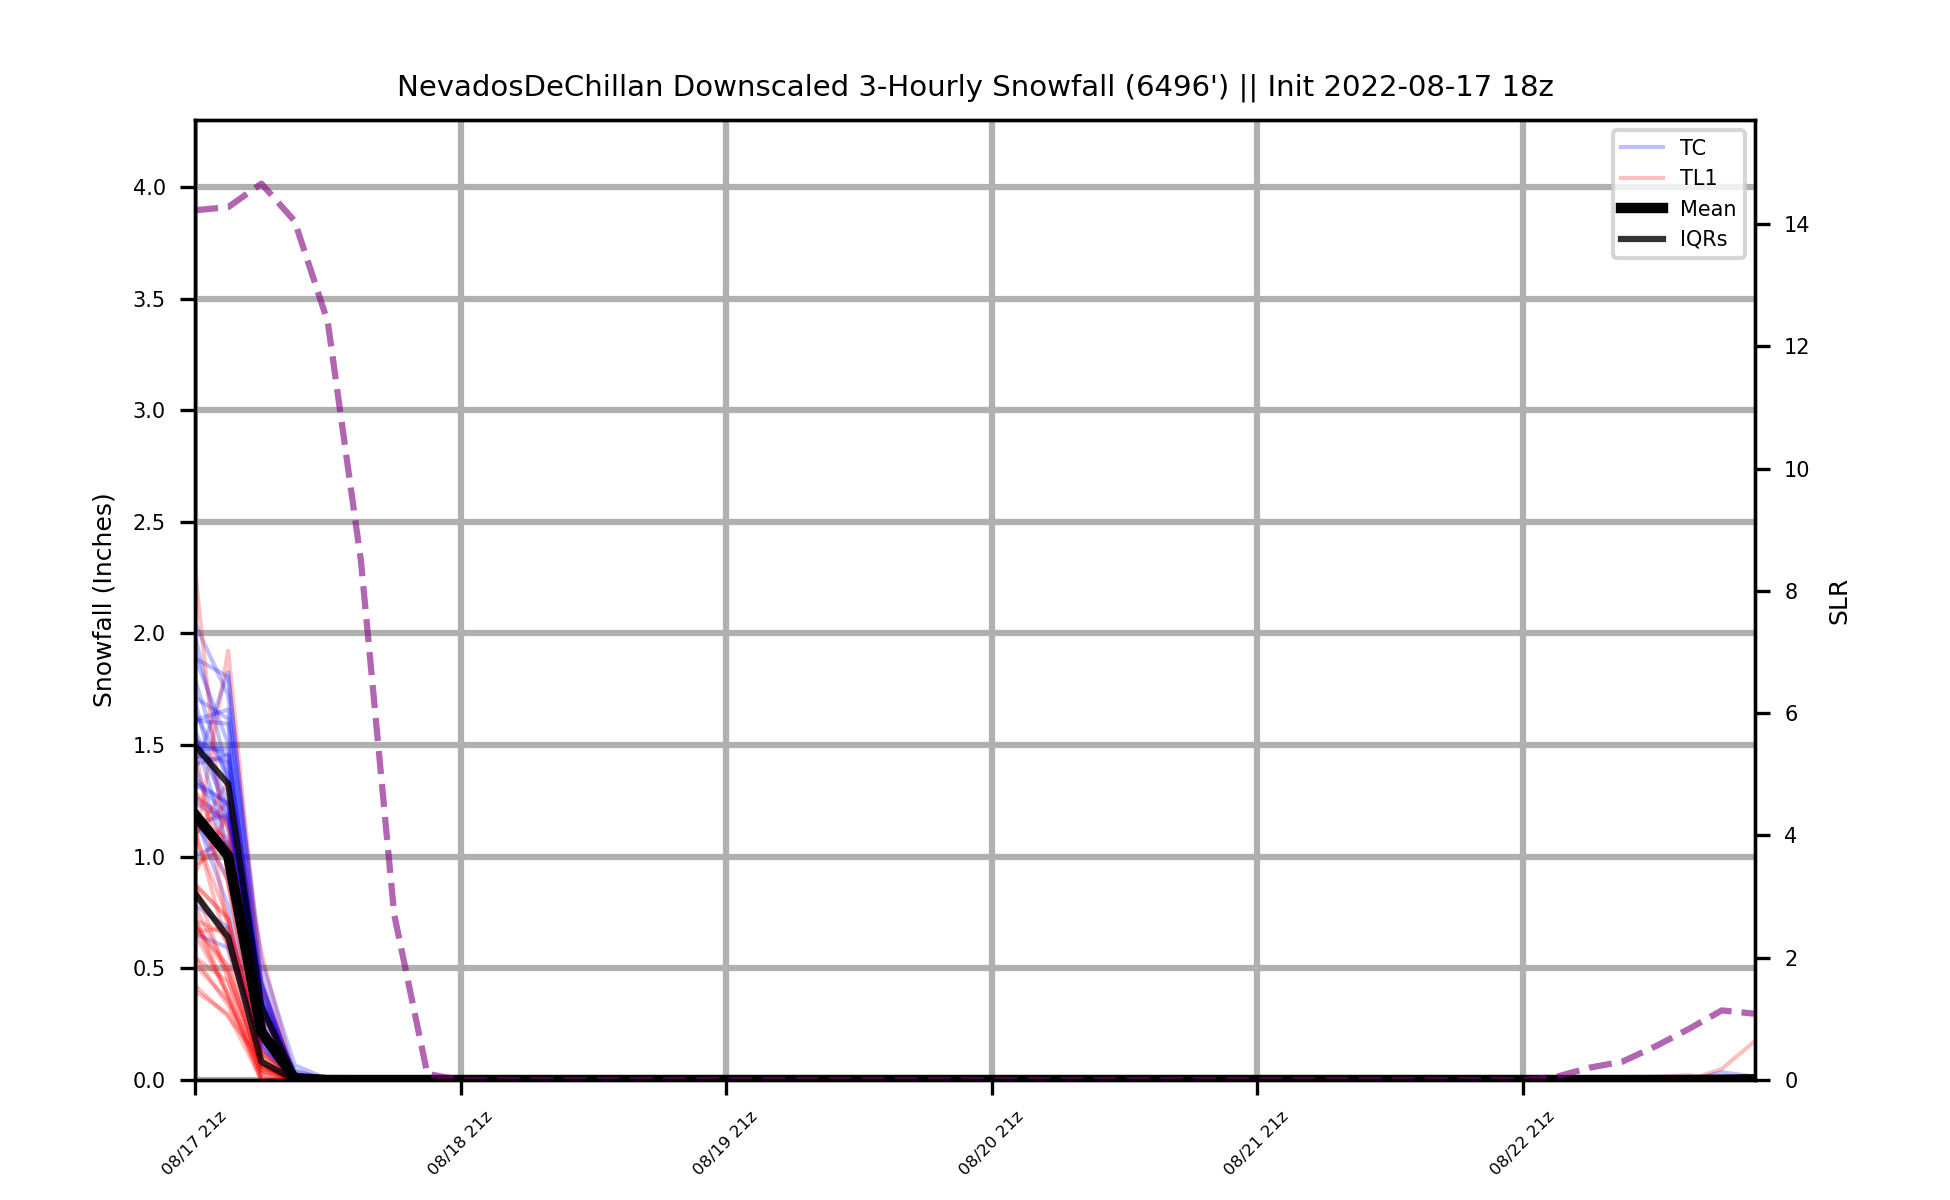 NevadosDeChillan Downscaled 3-Hourly Snowfall (6496') || Init 2022-08-17 18z
TC
TL1
Mean
IQRs
Snowfall (Inches)
4.0
3.5
3.0
2.5
2.0
1.5
1.0
0.5
0.0
14
12
10
8
6
4
2
0
SLR
08/17 21z
08/18 21z
08/19 21z
08/20 21z
08/21 21z
08/22 21z